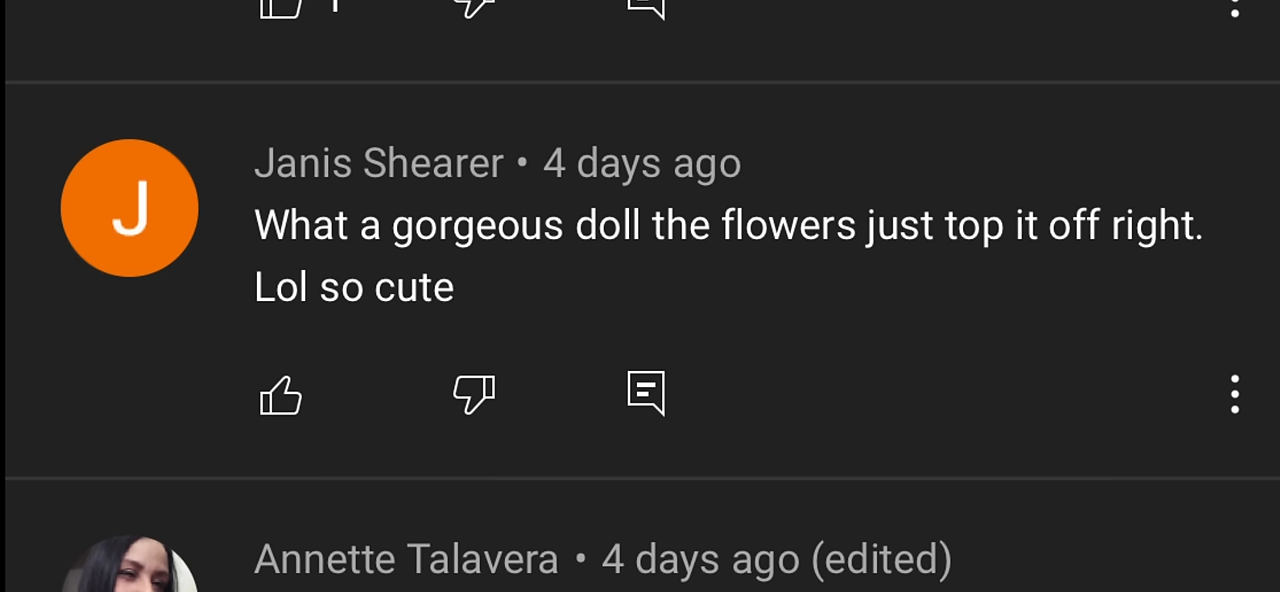 J
Janis Shearer • 4 days ago
What a gorgeous doll the flowers just top it off right.
Lol so cute
Annette Talavera • 4 days ago (edited)